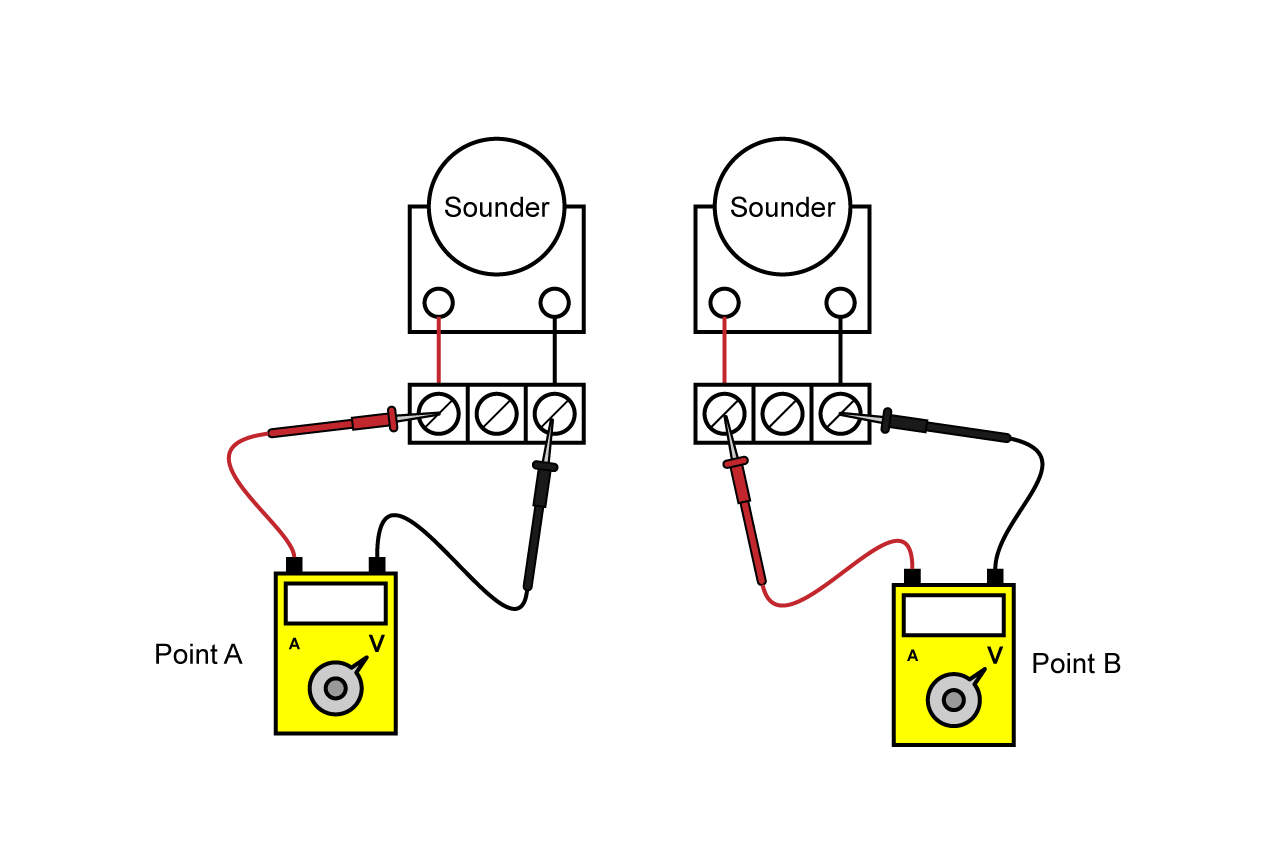 Sounder
Sounder
A
V
Point A
A
V
Point B